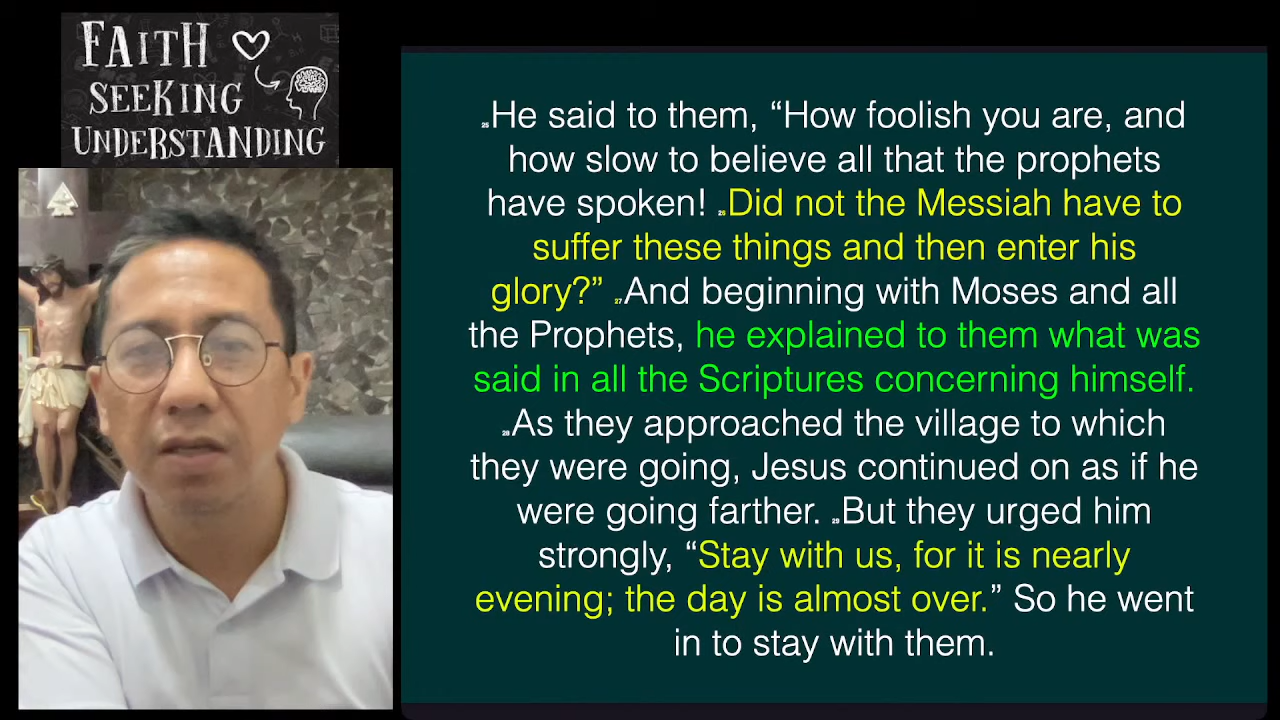 FAITH
SEEKING
UNDERSTANDING
25 He said to them, “How foolish you are, and
how slow to believe all that the prophets
have spoken! 26 Did not the Messiah have to
suffer these things and then enter his
glory?” 27 And beginning with Moses and all
the Prophets, he explained to them what was
said in all the Scriptures concerning himself.
28 As they approached the village to which
they were going, Jesus continued on as if he
were going farther. 29 But they urged him
strongly, “Stay with us, for it is nearly
evening; the day is almost over.” So he went
in to stay with them.